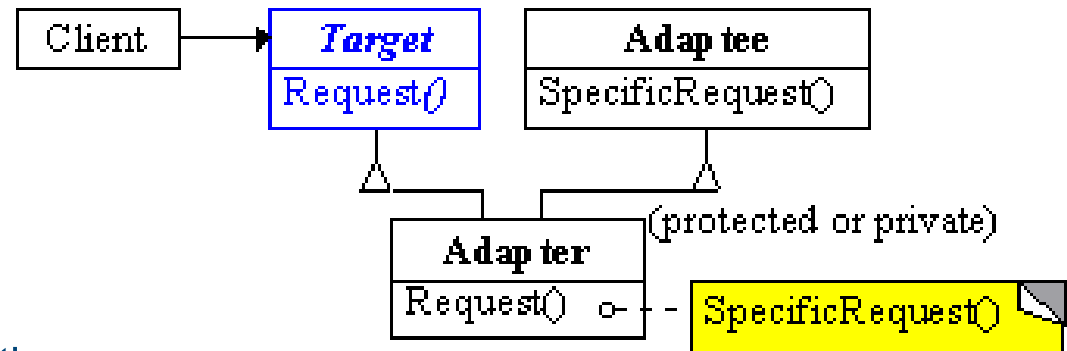 Client
Target
Request()
Adaptee
SpecificRequest()
(protected or private)
Adapter
Request()
SpecificRequest()